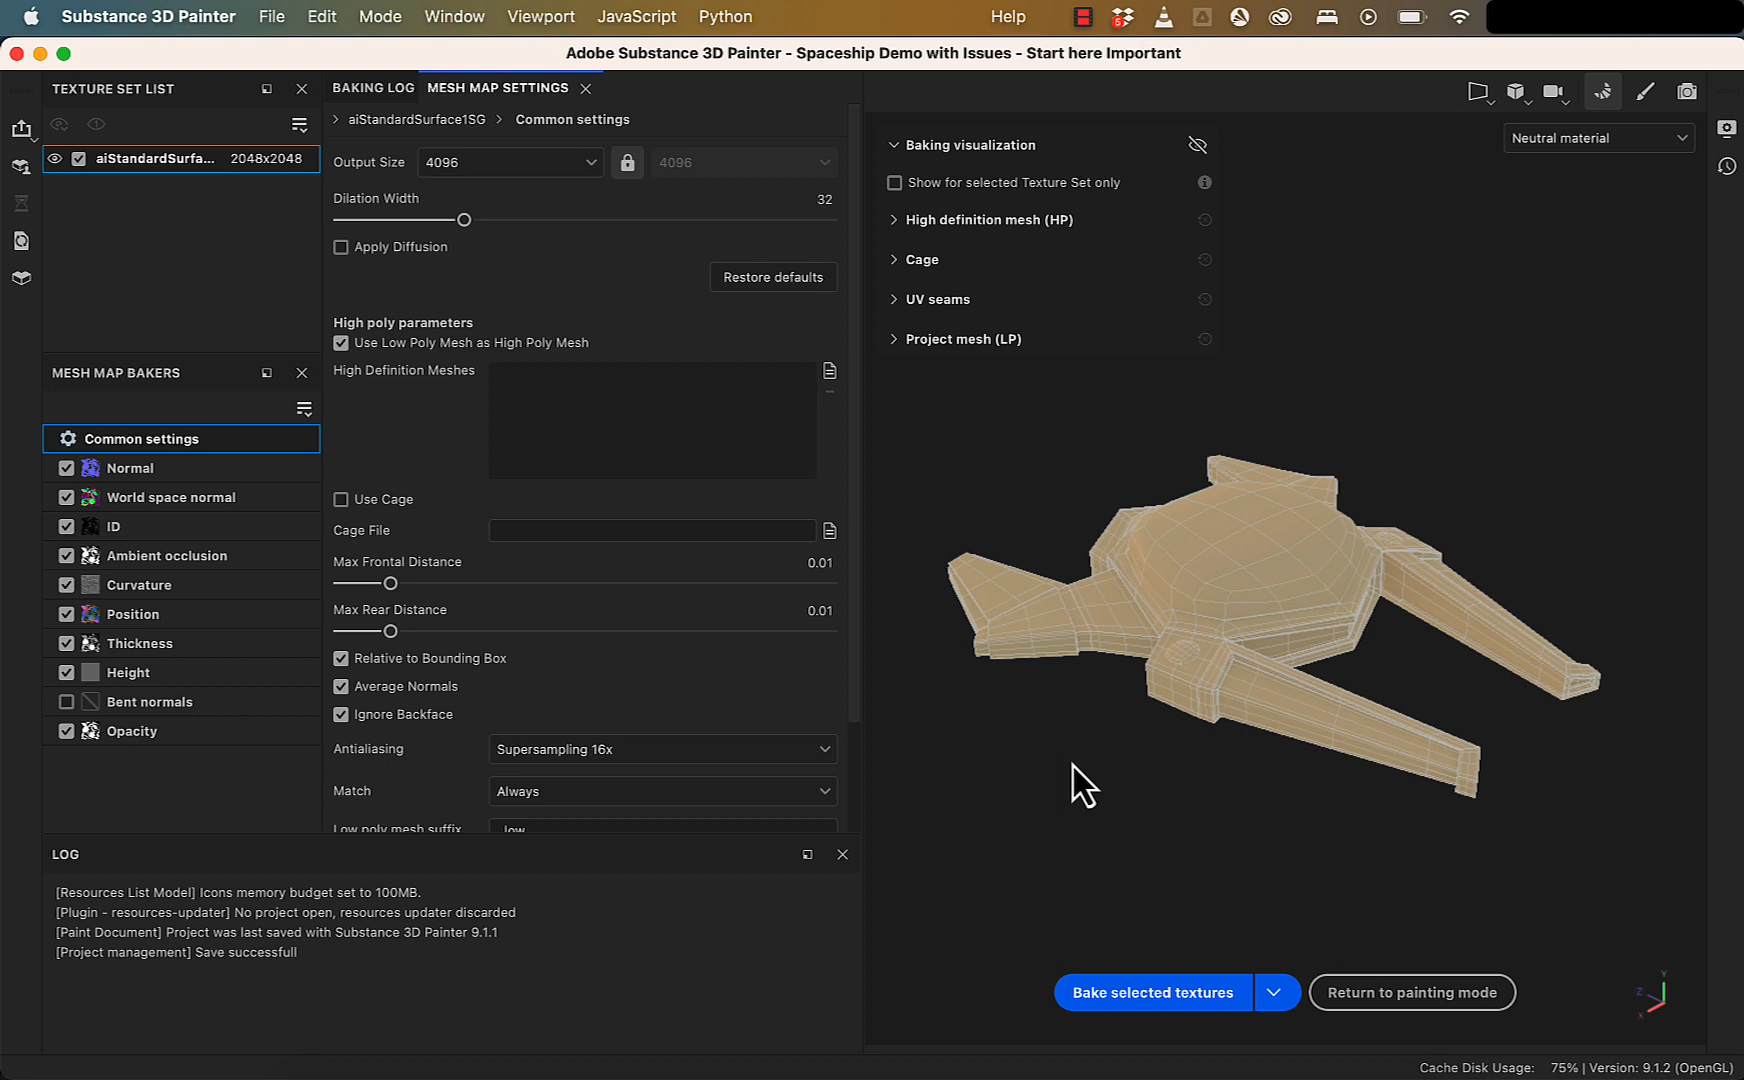 Substance 3D Painter File Edit Mode Window Viewport JavaScript Python Help
5
Adobe Substance 3D Painter - Spaceship Demo with Issues - Start here Important
TEXTURE SET LIST
aiStandardSurfa... 2048x2048
MESH MAP BAKERS
Common settings
Normal
World space normal
ID
Ambient occlusion
Curvature
Position
Thickness
Height
Bent normals
Opacity
BAKING LOG MESH MAP SETTINGS
aiStandardSurface1SG > Common settings
Output Size 4096 4096
Dilation Width 32
Apply Diffusion
Restore defaults
High poly parameters
Use Low Poly Mesh as High Poly Mesh
High Definition Meshes
Use Cage
Cage File
Max Frontal Distance 0.01
Max Rear Distance 0.01
Relative to Bounding Box
Average Normals
Ignore Backface
Antialiasing Supersampling 16x
Match Always
Low poly mesh suffix _low
LOG
[Resources List Model] Icons memory budget set to 100MB.
[Plugin - resources-updater] No project open, resources updater discarded
[Paint Document] Project was last saved with Substance 3D Painter 9.1.1
[Project management] Save successfull
Baking visualization
Show for selected Texture Set only
High definition mesh (HP)
Cage
UV seams
Project mesh (LP)
Neutral material
Bake selected textures
Return to painting mode
Y
Z
X
Cache Disk Usage: 75% | Version: 9.1.2 (OpenGL)